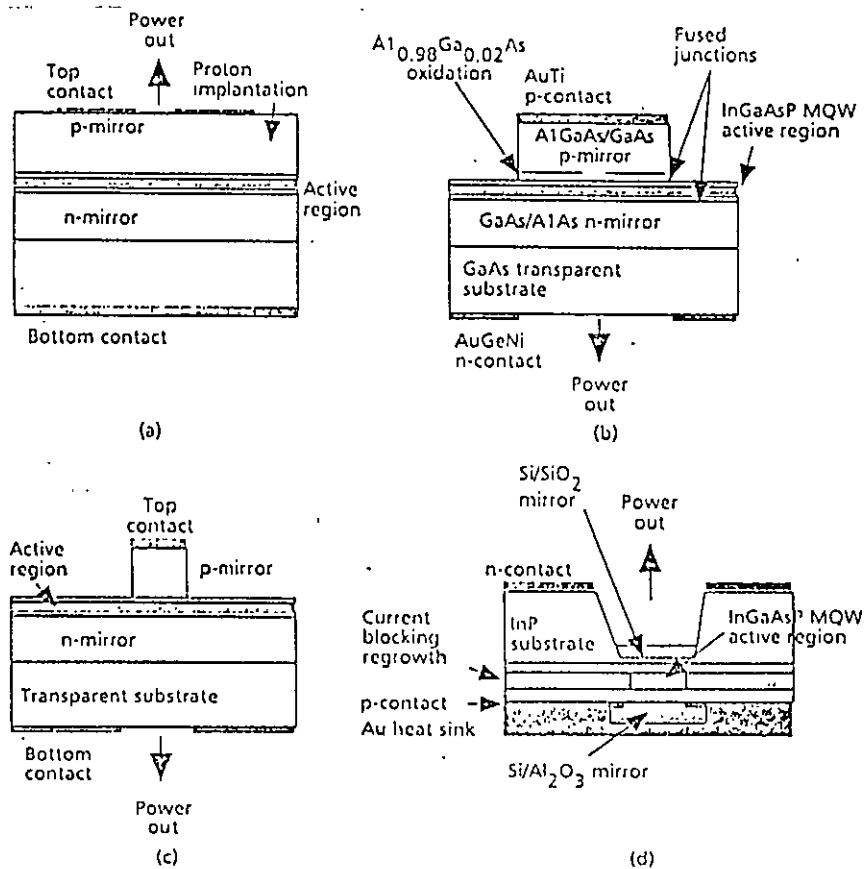 Power
out
Top
contact
Proton
implantation
p-mirror
Active
region
n-mirror
Bottom contact
(a)
A1₀.₉₈Ga₀.₀₂As
oxidation
AuTi
p-contact
Fused
junctions
InGaAsP MQW
active region
A1GaAs/GaAs
p-mirror
GaAs/A1As n-mirror
GaAs transparent
substrate
AuGeNi
n-contact
Power
out
(b)
Top
contact
Active
region
p-mirror
n-mirror
Transparent substrate
Bottom
contact
Power
out
(c)
Si/SiO₂
mirror
Power
out
n-contact
InGaAsP MQW
active region
Current
blocking
regrowth
InP
substrate
p-contact
Au heat sink
Si/Al₂O₃ mirror
(d)